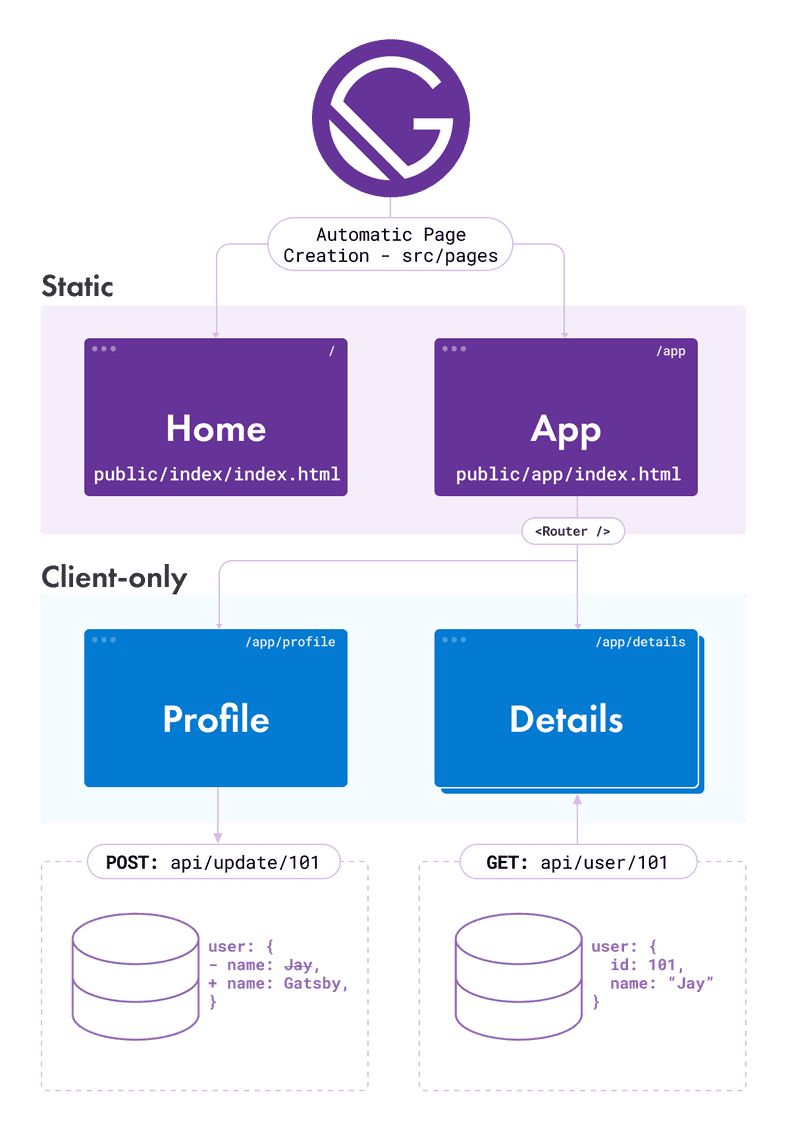 Automatic Page
Creation - src/pages
Static
/
Home
public/index/index.html
/app
App
public/app/index.html
<Router />
Client-only
/app/profile
Profile
/app/details
Details
POST: api/update/101
user: {
- name: Jay,
+ name: Gatsby,
}
GET: api/user/101
user: {
id: 101,
name: “Jay”
}